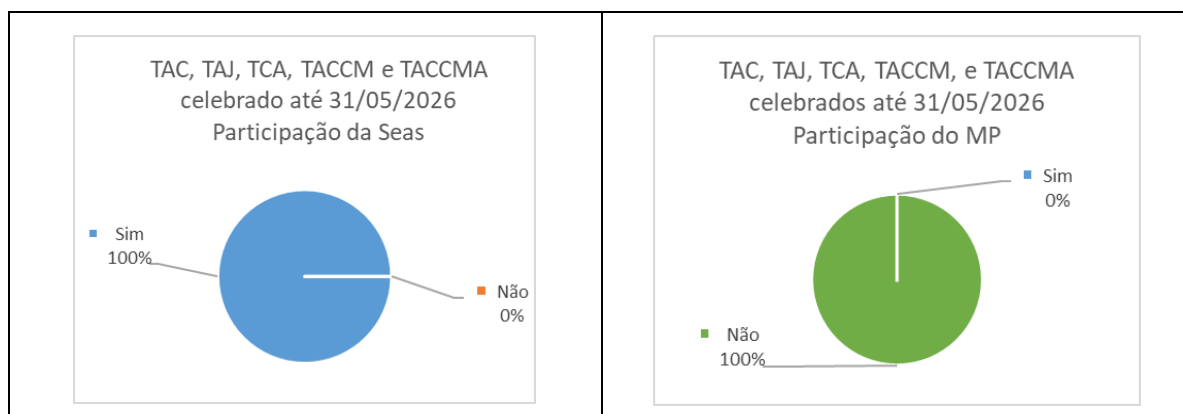 TAC, TAJ, TCA, TACCM e TACCMA
celebrado até 31/05/2026
Participação da Seas
Sim
100%
Não
0%
TAC, TAJ, TCA, TACCM, e TACCMA
celebrados até 31/05/2026
Participação do MP
Sim
0%
Não
100%